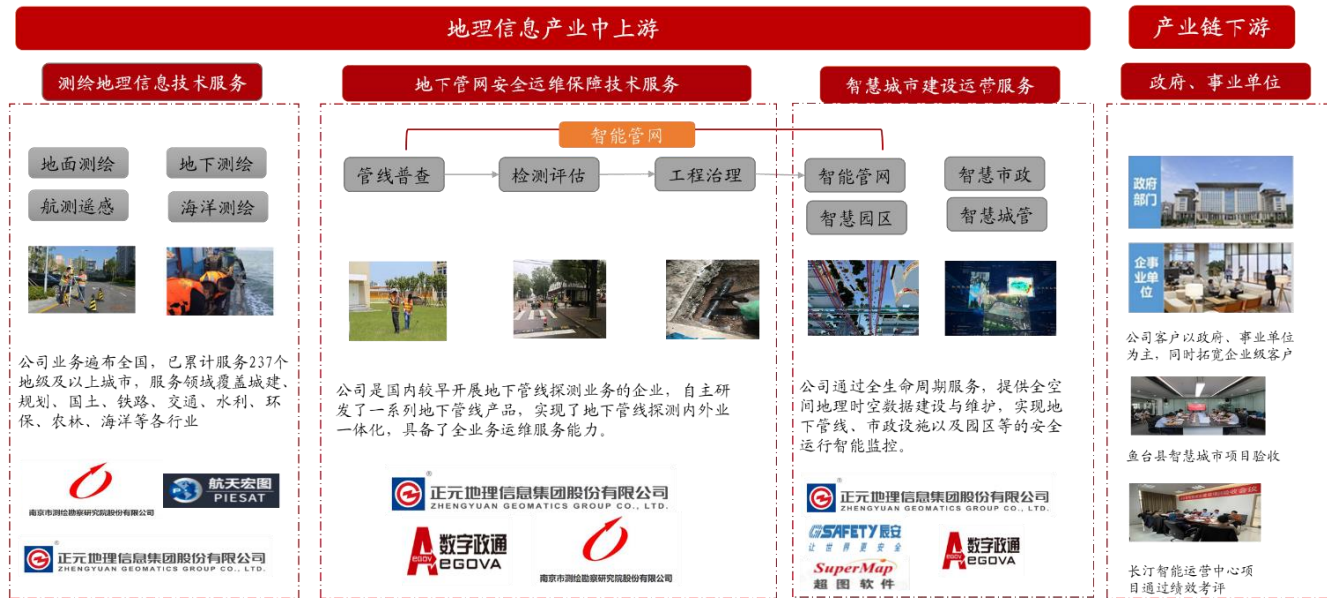 地理信息产业中上游
产业链下游
测绘地理信息技术服务
地下管网安全运维保障技术服务
智慧城市建设运营服务
政府、事业单位
地面测绘
地下测绘
航测遥感
海洋测绘
公司业务遍布全国，已累计服务237个
地级及以上城市，服务领域覆盖城建、
规划、国土、铁路、交通、水利、环
保、农林、海洋等各行业
南京市测绘勘察研究院股份有限公司
航天宏图
PIESAT
正元地理信息集团股份有限公司
ZHENGYUAN GEOMATICS GROUP CO., LTD.
智能管网
管线普查
检测评估
工程治理
公司是国内较早开展地下管线探测业务的企业，自主研
发了一系列地下管线产品，实现了地下管线探测内外业
一体化，具备了全业务运维服务能力。
®
正元地理信息集团股份有限公司
ZHENGYUAN GEOMATICS GROUP CO., LTD.
数字政通
egova
南京市测绘勘察研究院股份有限公司
智能管网
智慧市政
智慧园区
智慧城管
公司通过全生命周期服务，提供全空
间地理时空数据建设与维护，实现地
下管线、市政设施以及园区等的安全
运行智能监控。
®
正元地理信息集团股份有限公司
ZHENGYUAN GEOMATICS GROUP CO., LTD.
GSAFETY 辰安
让世界更安全
SuperMap
超图软件
数字政通
egova
政府
部门
企事
业单
位
公司客户以政府、事业单位
为主，同时拓宽企业级客户
鱼台县智慧城市项目验收
长汀智能运营中心项
目通过绩效考评